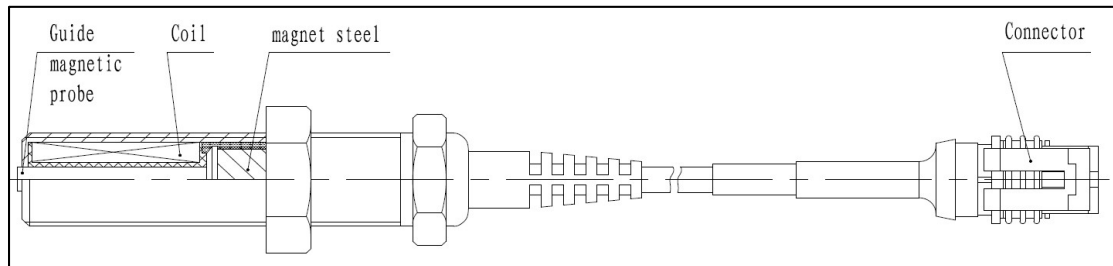 Guide
magnetic
probe
Coil
magnet steel
Connector